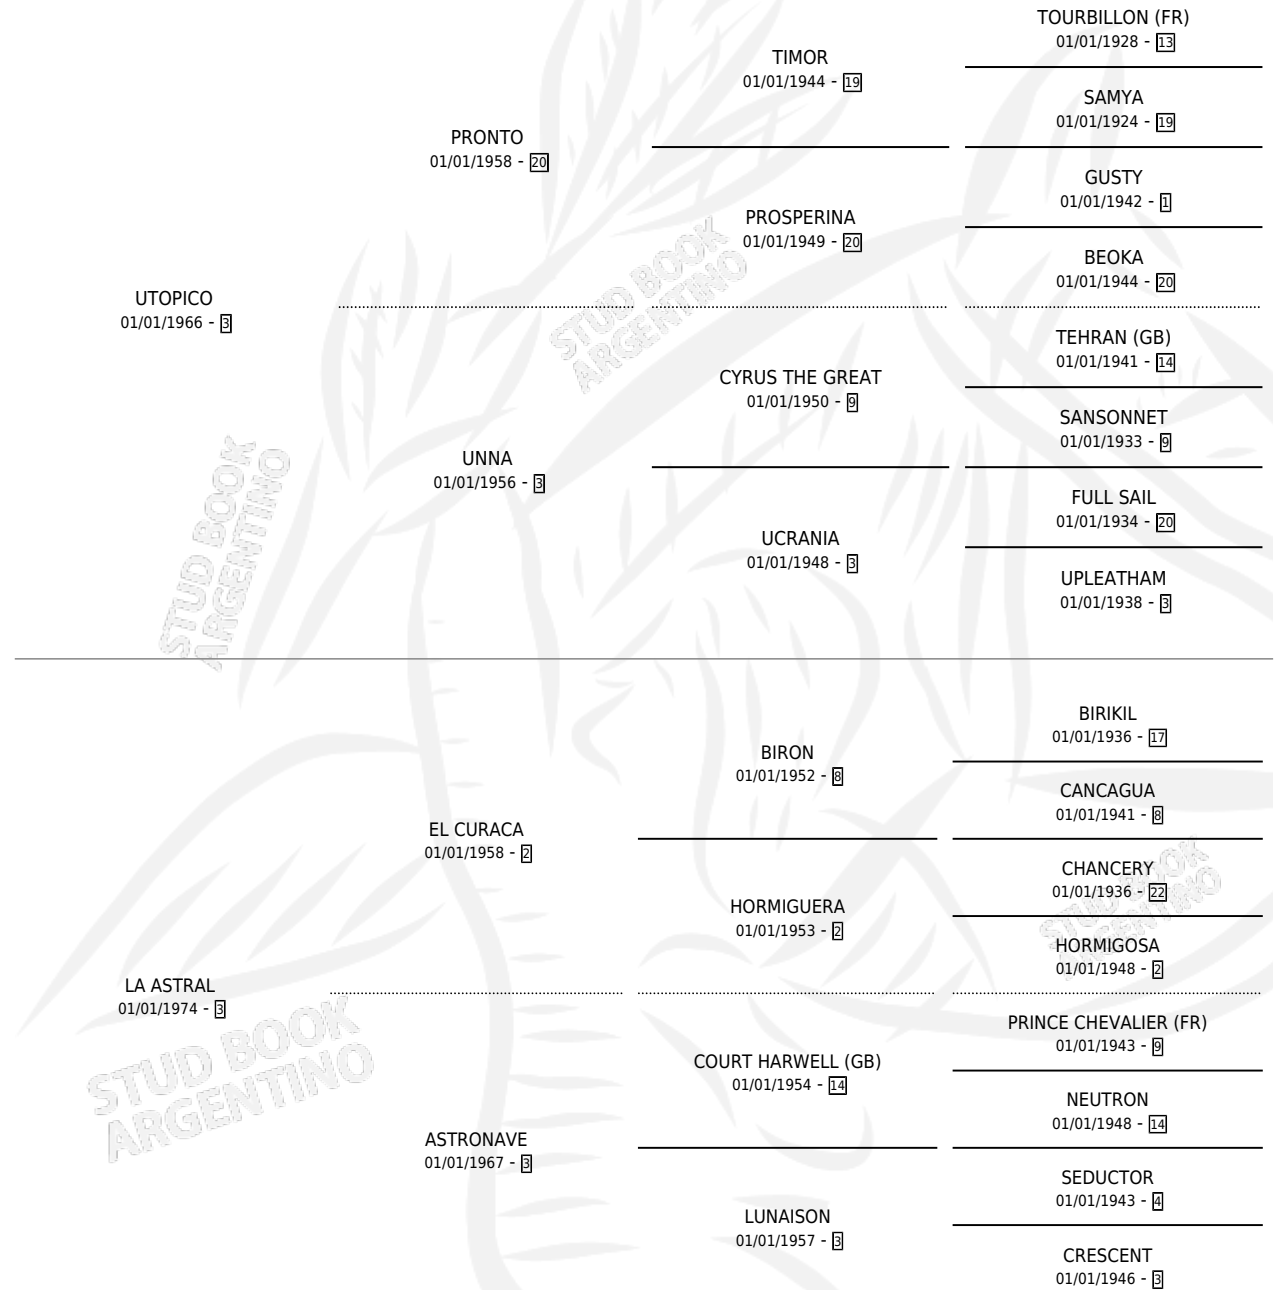 TOURBILLON (FR)
01/01/1928 - 13
TIMOR
01/01/1944 - 19
SAMYA
01/01/1924 - 19
PRONTO
01/01/1958 - 20
GUSTY
01/01/1942 - 1
PROSPERINA
01/01/1949 - 20
BEOKA
01/01/1944 - 20
STUD BOOK
ARGENTINO
UTOPICO
01/01/1966 - 3
TEHRAN (GB)
01/01/1941 - 14
CYRUS THE GREAT
01/01/1950 - 9
SANSONNET
01/01/1933 - 9
UNNA
01/01/1956 - 3
FULL SAIL
01/01/1934 - 20
UCRANIA
01/01/1948 - 3
UPLEATHAM
01/01/1938 - 3
STUD BOOK
ARGENTINO
BIRIKIL
01/01/1936 - 17
BIRON
01/01/1952 - 8
CANCAGUA
01/01/1941 - 8
EL CURACA
01/01/1958 - 2
CHANCERY
01/01/1936 - 22
HORMIGUERA
01/01/1953 - 2
HORMIGOSA
01/01/1948 - 2
STUD BOOK
ARGENTINO
LA ASTRAL
01/01/1974 - 3
PRINCE CHEVALIER (FR)
01/01/1943 - 9
COURT HARWELL (GB)
01/01/1954 - 14
NEUTRON
01/01/1948 - 14
STUD BOOK
ARGENTINO
ASTRONAVE
01/01/1967 - 3
SEDUCTOR
01/01/1943 - 4
LUNAISON
01/01/1957 - 3
CRESCENT
01/01/1946 - 3